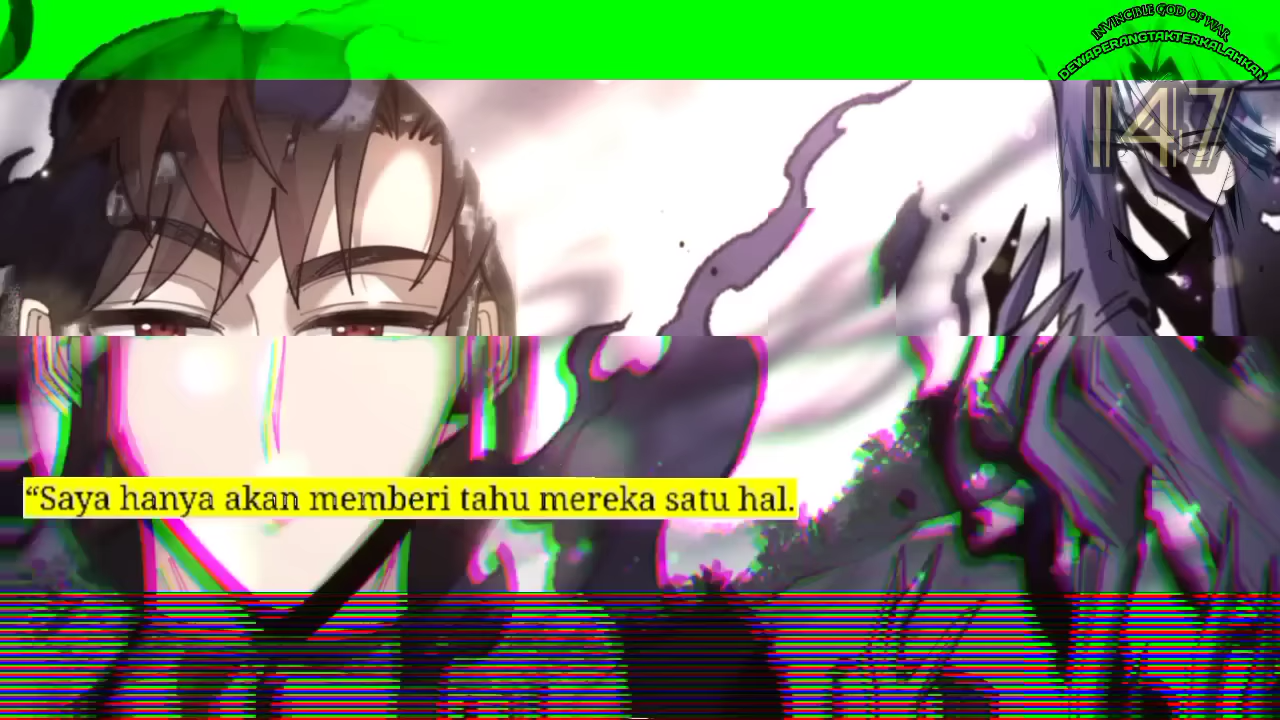 INVINCIBLE GOD OF WAR
DEWAPERANGTAKTERKALAHKAN
147
“Saya hanya akan memberi tahu mereka satu hal.